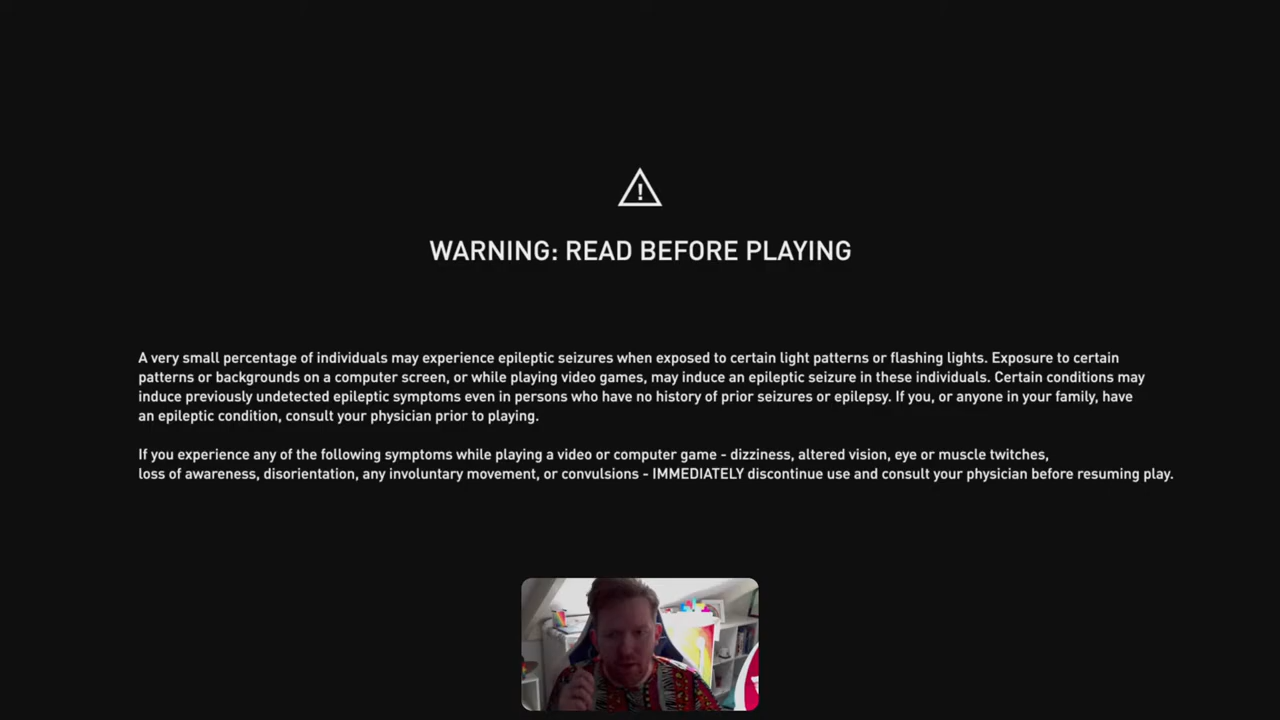 WARNING: READ BEFORE PLAYING
A very small percentage of individuals may experience epileptic seizures when exposed to certain light patterns or flashing lights. Exposure to certain
patterns or backgrounds on a computer screen, or while playing video games, may induce an epileptic seizure in these individuals. Certain conditions may
induce previously undetected epileptic symptoms even in persons who have no history of prior seizures or epilepsy. If you, or anyone in your family, have
an epileptic condition, consult your physician prior to playing.
If you experience any of the following symptoms while playing a video or computer game - dizziness, altered vision, eye or muscle twitches,
loss of awareness, disorientation, any involuntary movement, or convulsions - IMMEDIATELY discontinue use and consult your physician before resuming play.